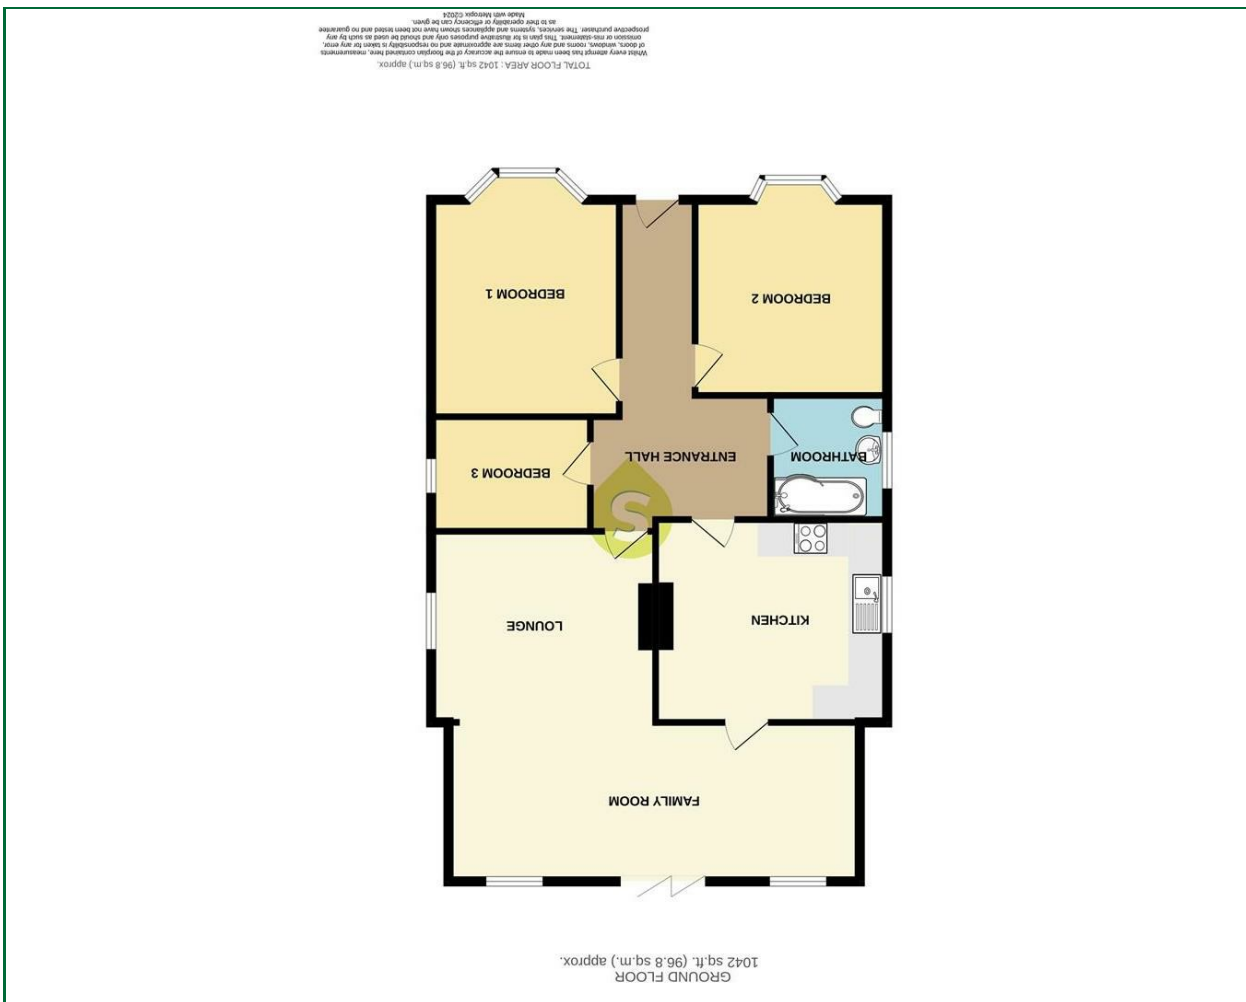 GROUND FLOOR
1042 sq.ft. (96.8 sq.m.) approx.
FAMILY ROOM
KITCHEN
LOUNGE
S
BEDROOM 3
ENTRANCE HALL
BATHROOM
BEDROOM 2
BEDROOM 1
TOTAL FLOOR AREA : 1042 sq.ft. (96.8 sq.m.) approx.
Whilst every attempt has been made to ensure the accuracy of the floorplan contained here, measurements
of doors, windows, rooms and any other items are approximate and no responsibility is taken for any error,
omission or mis-statement. This plan is for illustrative purposes only and should be used as such by any
prospective purchaser. The services, systems and appliances shown have not been tested and no guarantee
as to their operability or efficiency can be given.
Made with Metropix ©2024